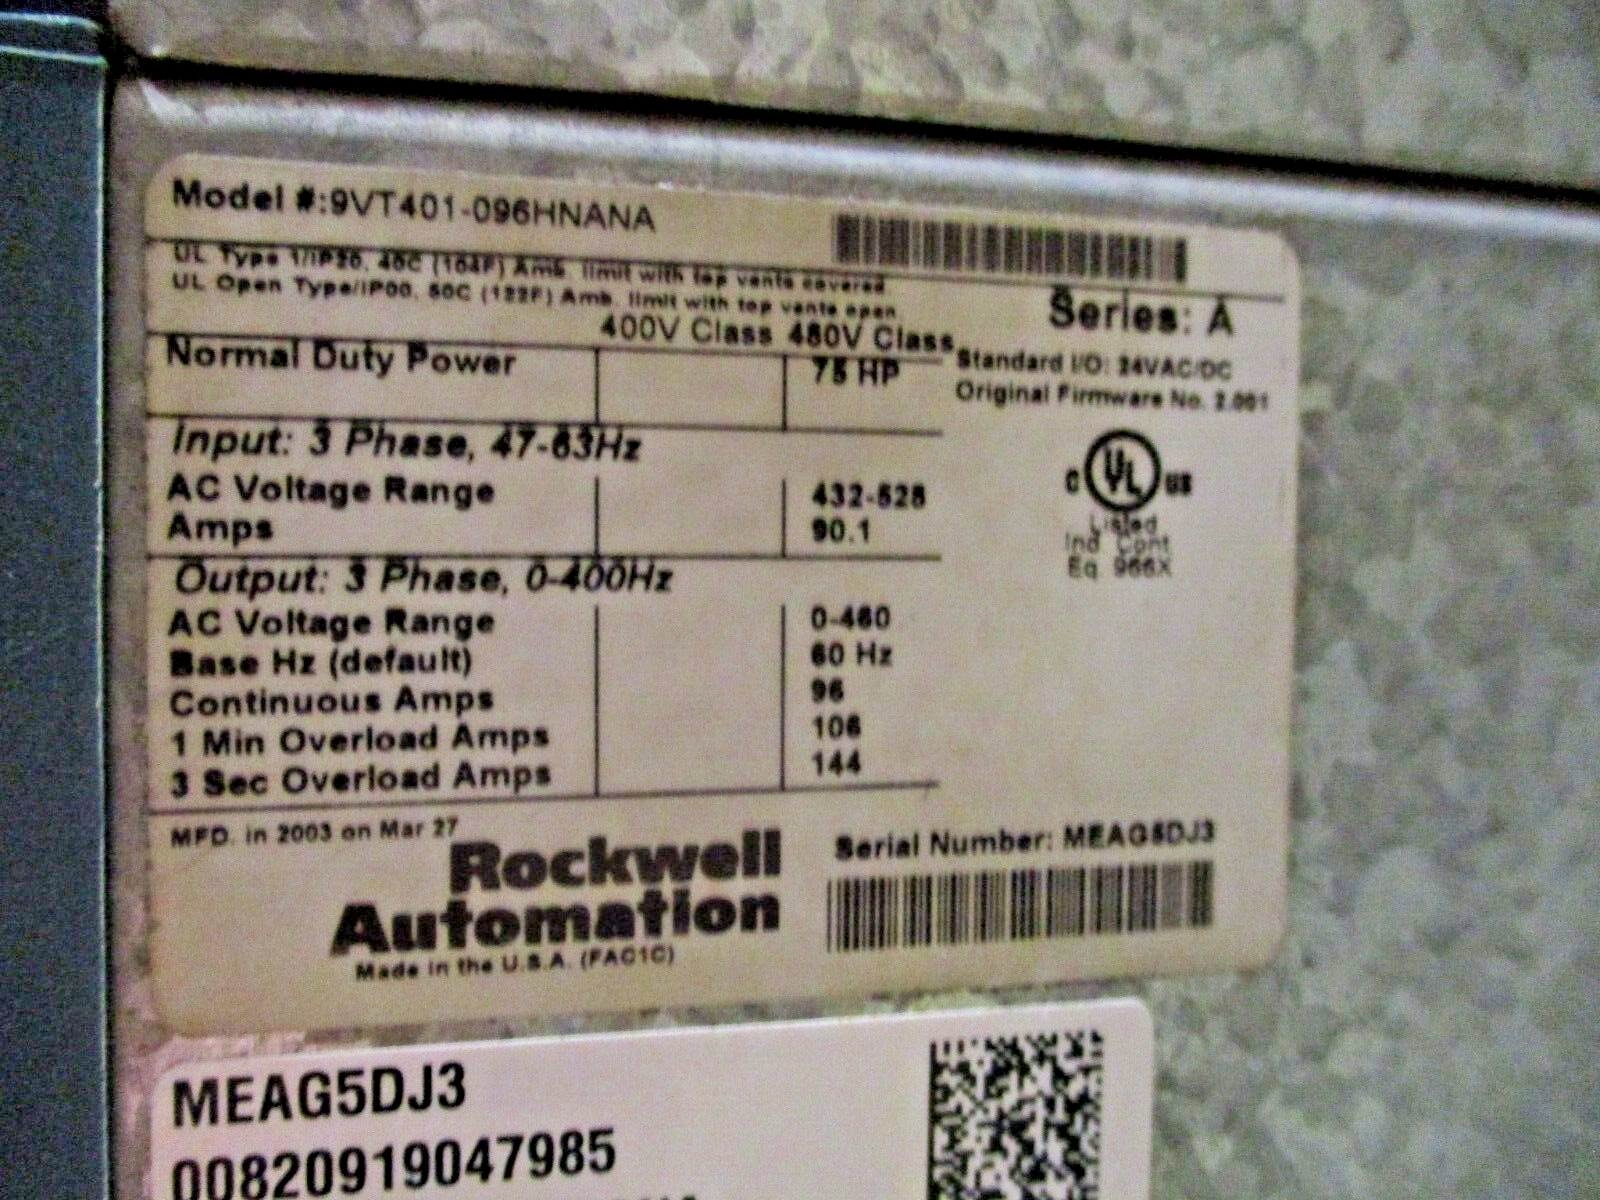 Model #:9VT401-096HNANA
UL Type 1/IP20, 40C (104F) Amb. limit with top vents covered
UL Open Type/IP00, 50C (122F) Amb. limit with top vents open.
Series: A
400V Class 480V Class
Standard I/O: 24VAC/DC
Normal Duty Power 75 HP
Original Firmware No. 2.001
Input: 3 Phase, 47-63Hz
AC Voltage Range 432-528
Amps 90.1
C UL US
Listed
Ind Cont
Eq 966X
Output: 3 Phase, 0-400Hz
AC Voltage Range 0-460
Base Hz (default) 60 Hz
Continuous Amps 96
1 Min Overload Amps 106
3 Sec Overload Amps 144
MFD. in 2003 on Mar 27
Serial Number: MEAG5DJ3
Rockwell
Automation
Made in the U.S.A. (FAC1C)
MEAG5DJ3
00820919047985